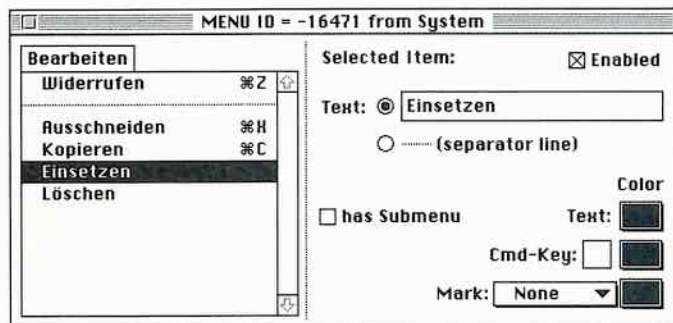 MENU ID = -16471 from System
Bearbeiten
Widerrufen ⌘Z
Ausschneiden ⌘X
Kopieren ⌘C
Einsetzen
Löschen
Selected Item: Enabled
Text: Einsetzen
(separator line)
Color
has Submenu Text:
Cmd-Key:
Mark: None